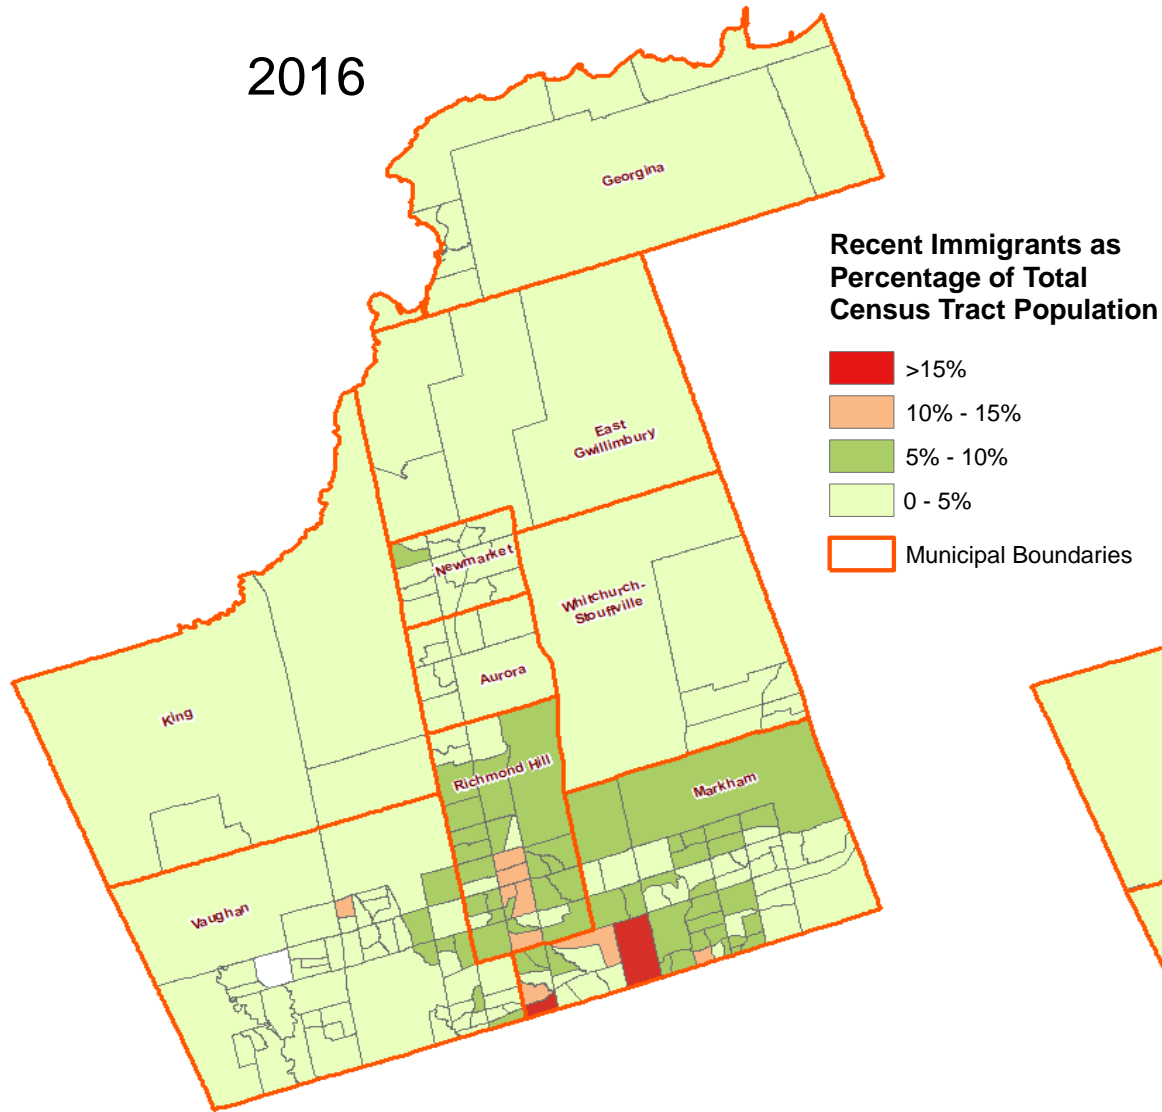 2016
Georgina
Recent Immigrants as
Percentage of Total
Census Tract Population
>15%
10% - 15%
5% - 10%
0 - 5%
Municipal Boundaries
East
Gwillimbury
Newmarket
Whitchurch-
Stouffville
Aurora
King
Richmond Hill
Markham
Vaughan